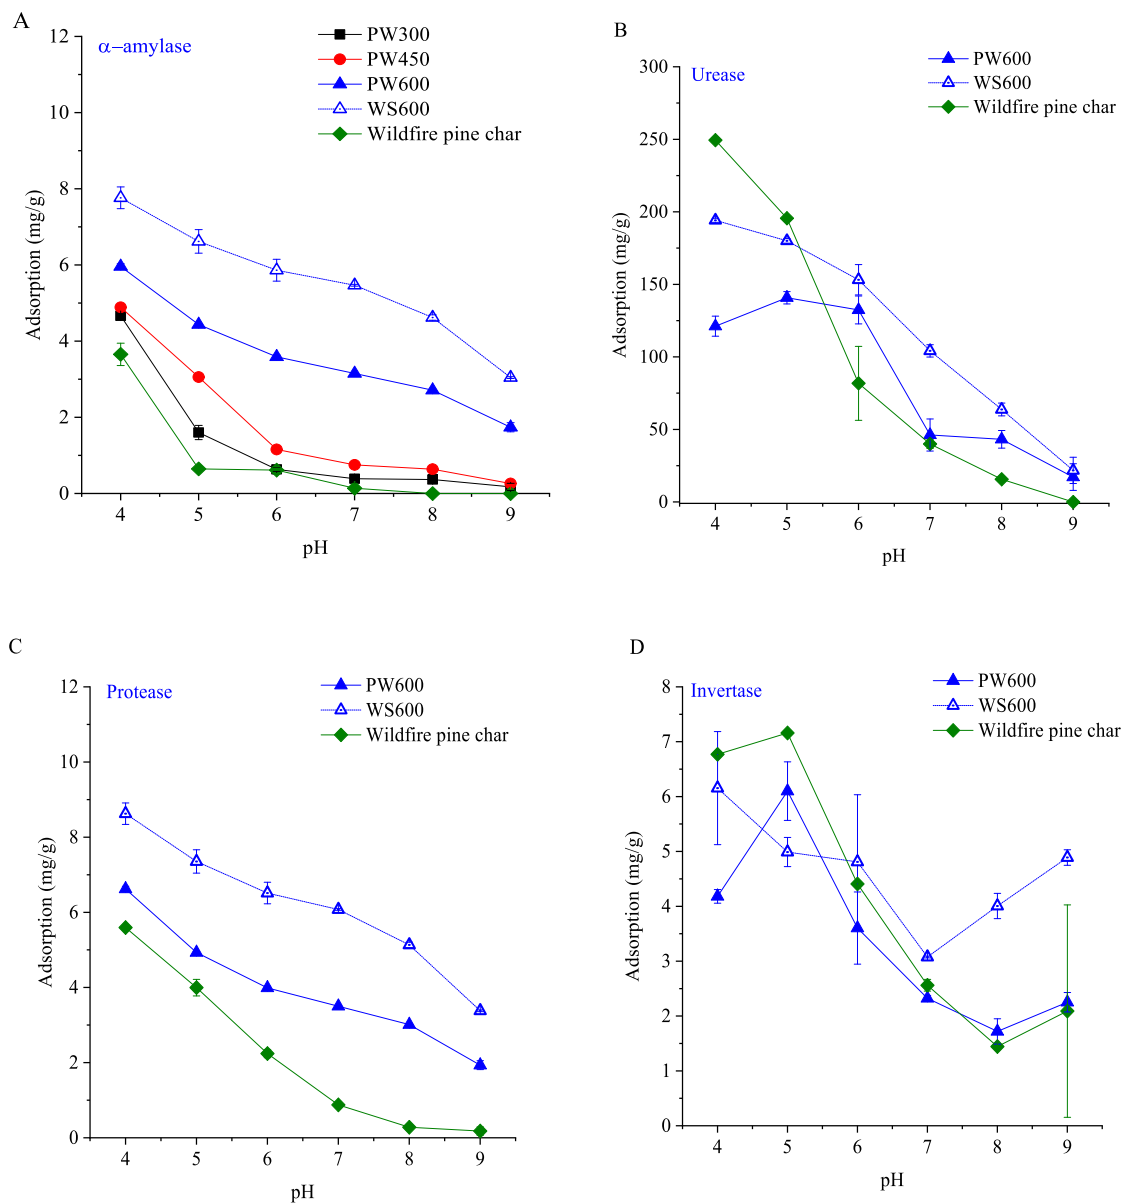 A
α–amylase
PW300
PW450
PW600
WS600
Wildfire pine char
12
10
8
6
4
2
0
Adsorption (mg/g)
4 5 6 7 8 9
pH
B
Urease
PW600
WS600
Wildfire pine char
300
250
200
150
100
50
0
Adsorption (mg/g)
4 5 6 7 8 9
pH
C
Protease
PW600
WS600
Wildfire pine char
12
10
8
6
4
2
0
Adsorption (mg/g)
4 5 6 7 8 9
pH
D
Invertase
PW600
WS600
Wildfire pine char
8
7
6
5
4
3
2
1
0
Adsorption (mg/g)
4 5 6 7 8 9
pH